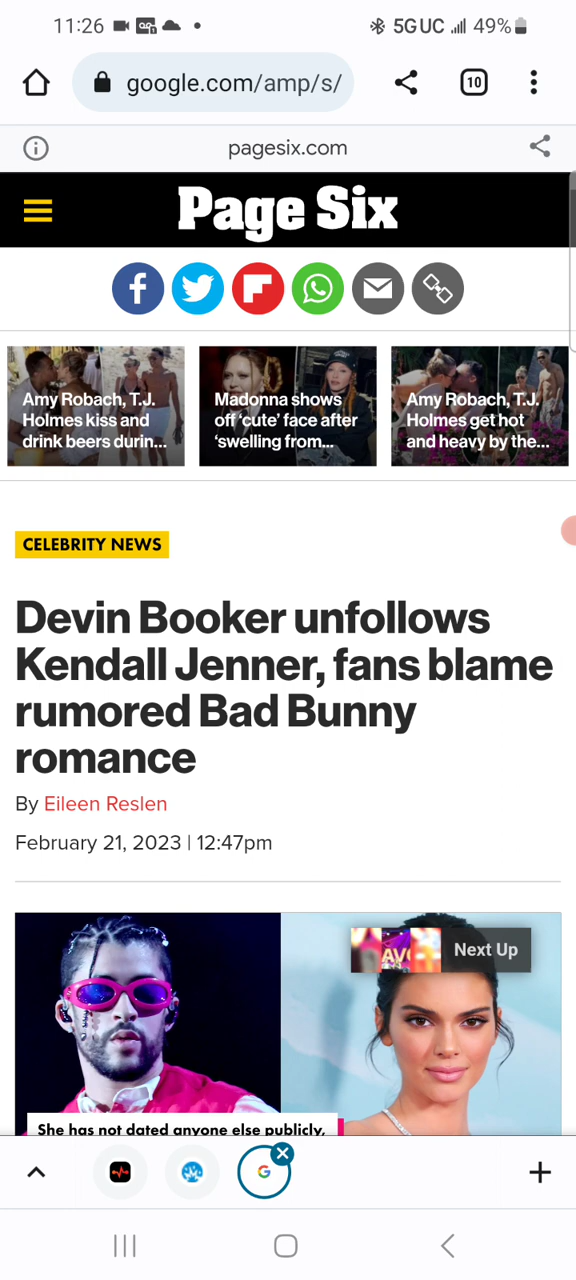 11:26
5G UC
49%
google.com/amp/s/
10
pagesix.com
Page Six
Amy Robach, T.J.
Holmes kiss and
drink beers durin...
Madonna shows
off 'cute' face after
'swelling from...
Amy Robach, T.J.
Holmes get hot
and heavy by the...
CELEBRITY NEWS
Devin Booker unfollows
Kendall Jenner, fans blame
rumored Bad Bunny
romance
By Eileen Reslen
February 21, 2023 | 12:47pm
Next Up
She has not dated anyone else publicly,